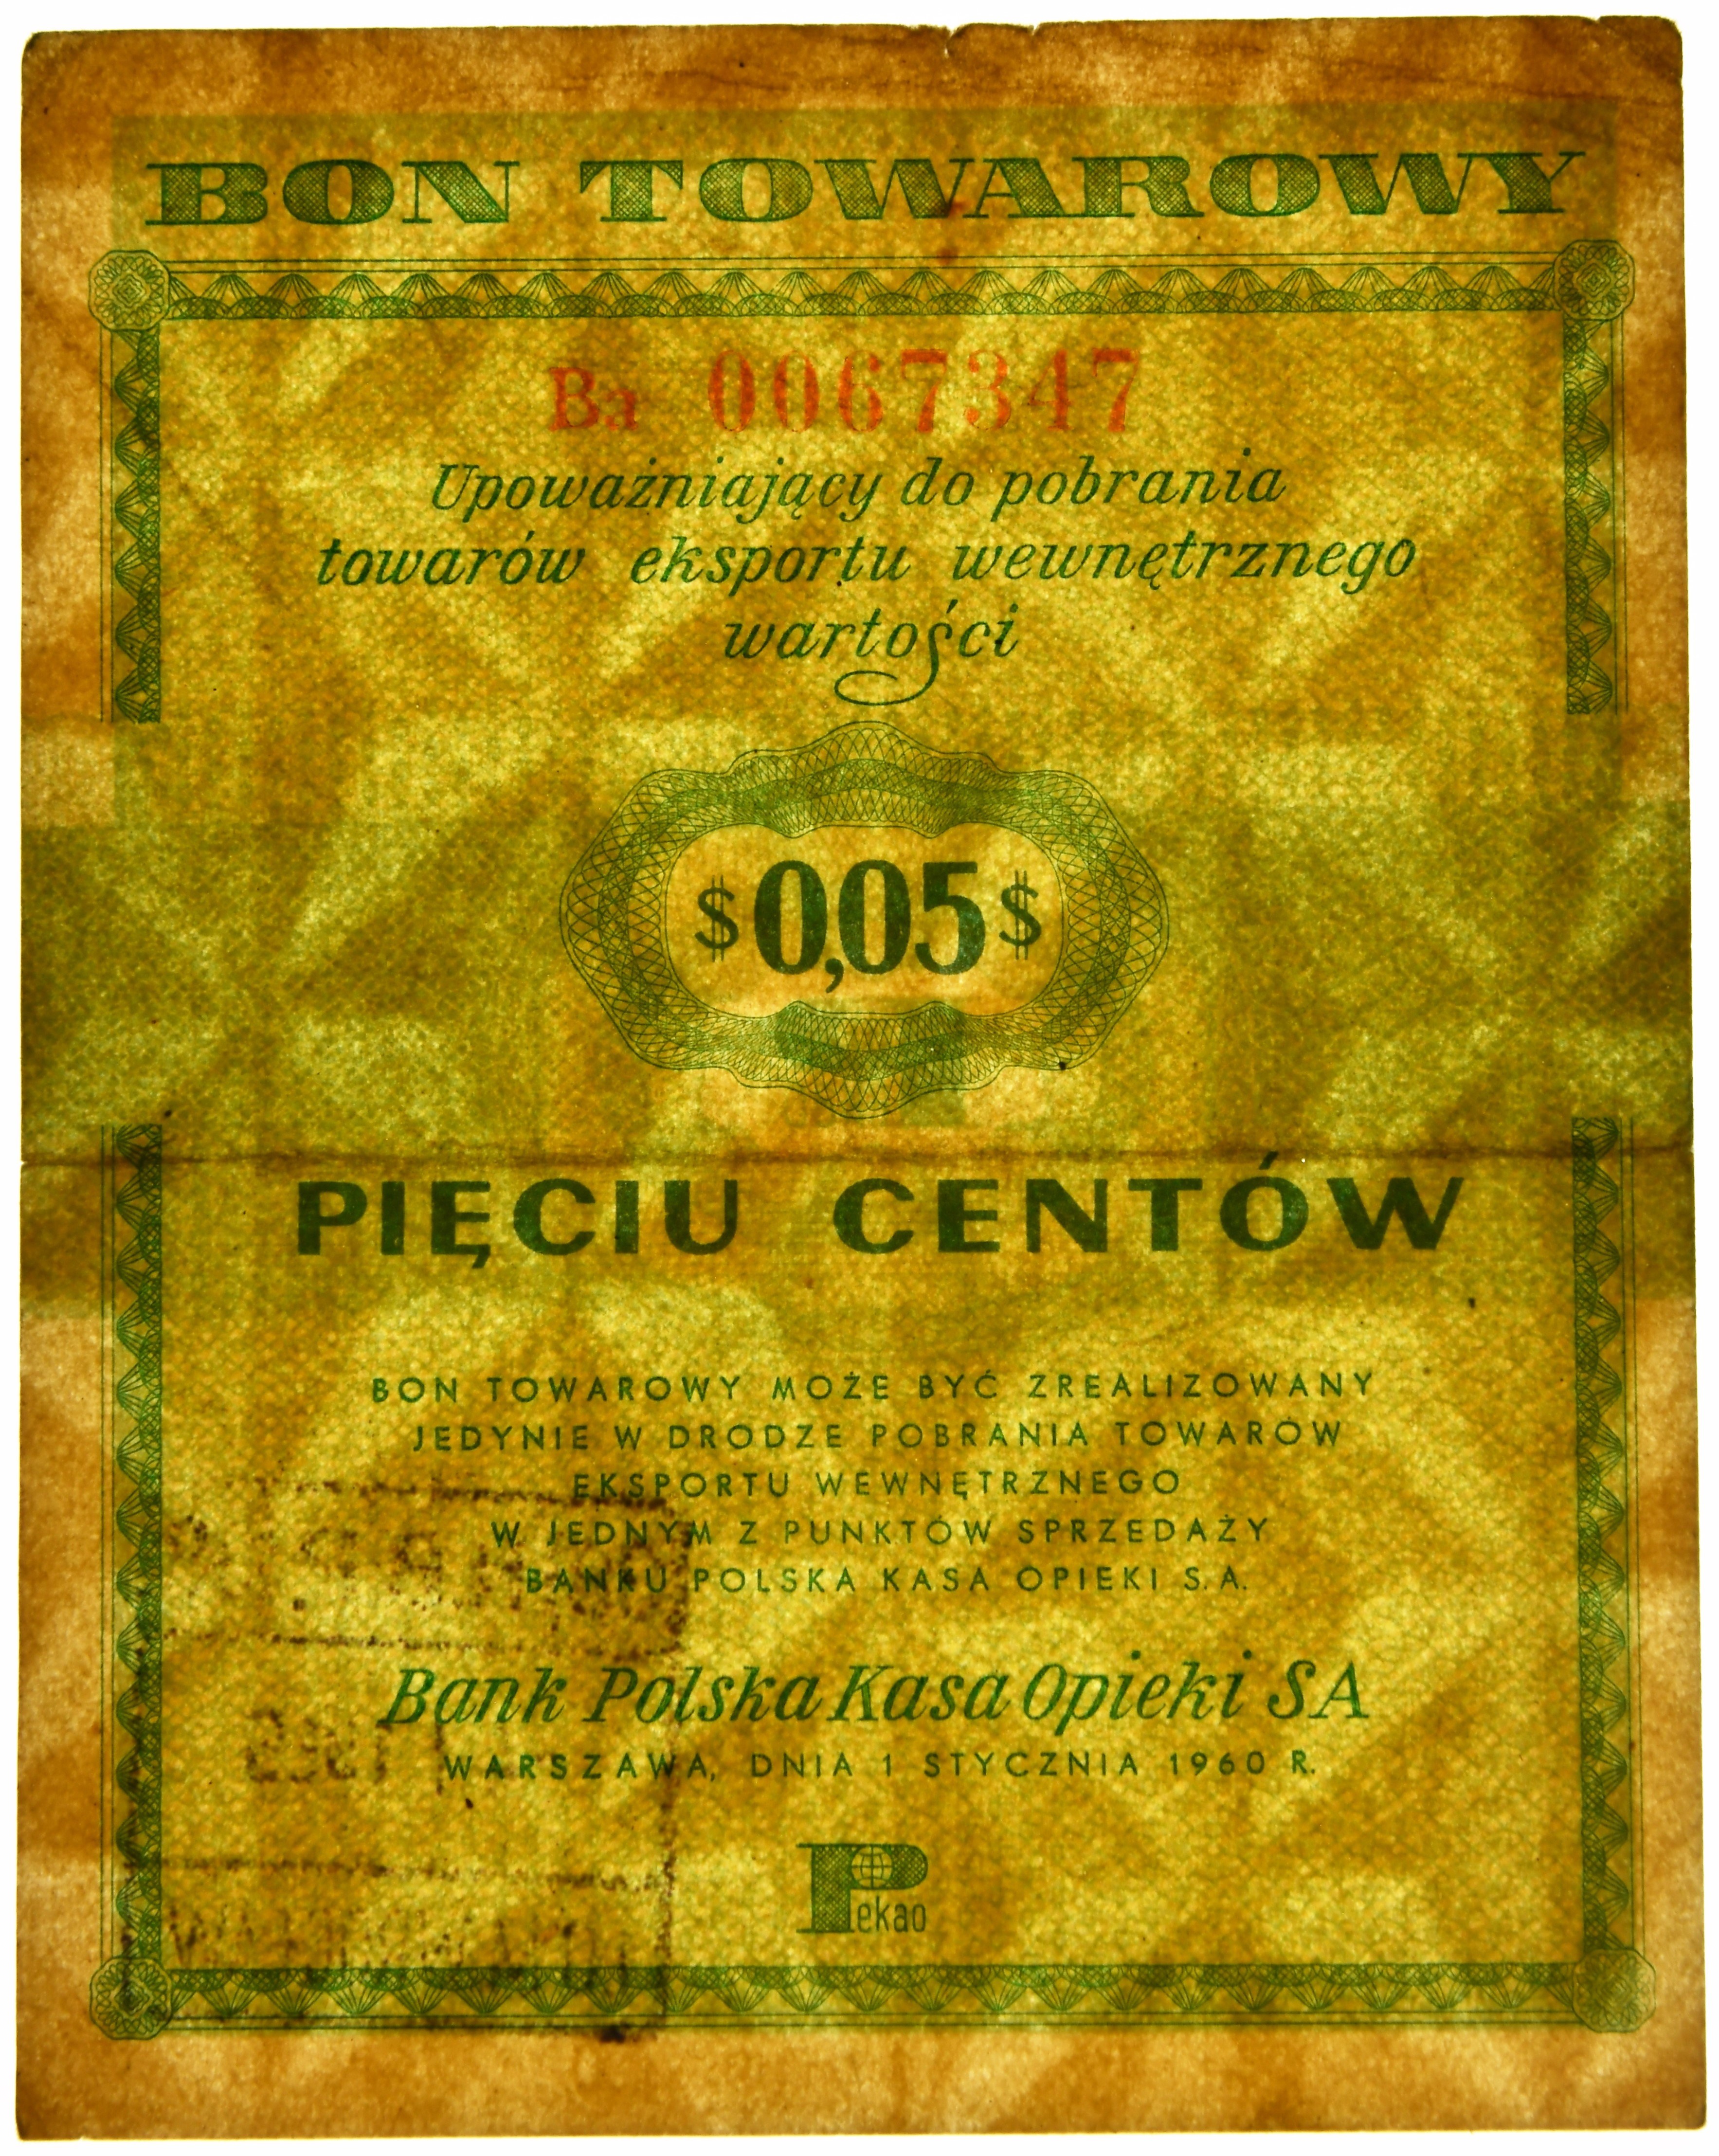 BON TOWAROWY
Ba 0067347
Upoważniający do pobrania
towarów eksportu wewnętrznego
wartości
$0,05$
PIĘCIU CENTÓW
BON TOWAROWY MOŻE BYĆ ZREALIZOWANY
JEDYNIE W DRODZE POBRANIA TOWARÓW
EKSPORTU WEWNĘTRZNEGO
W JEDNYM Z PUNKTÓW SPRZEDAŻY
BANKU POLSKA KASA OPIEKI S.A.
Bank Polska Kasa Opieki SA
WARSZAWA, DNIA 1 STYCZNIA 1960 R.
Pekao